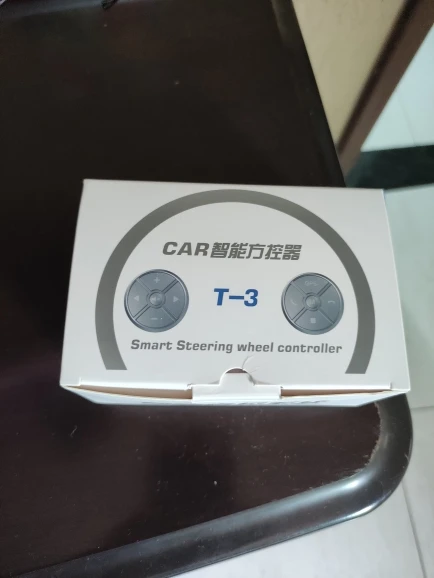 CAR智能方控器
T-3
Smart Steering wheel controller